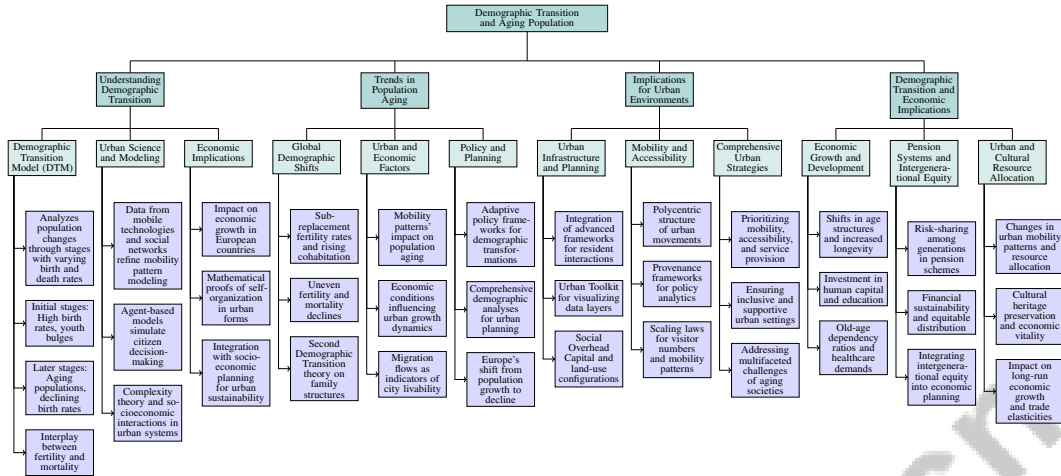 Demographic Transition
and Aging Population
Understanding
Demographic
Transition
Trends in
Population
Aging
Implications
for Urban
Environments
Demographic
Transition and
Economic
Implications
Demographic
Transition
Model (DTM)
Urban Science
and Modeling
Economic
Implications
Global
Demographic
Shifts
Urban and
Economic
Factors
Policy and
Planning
Urban
Infrastructure
and Planning
Mobility and
Accessibility
Comprehensive
Urban
Strategies
Economic
Growth and
Development
Pension
Systems and
Intergenera-
tional Equity
Urban and
Cultural
Resource
Allocation
Analyzes
population
changes
through stages
with varying
birth and
death rates
Initial stages:
High birth
rates, youth
bulges
Later stages:
Aging
populations,
declining
birth rates
Interplay
between
fertility and
mortality
Data from
mobile
technologies
and social
networks
refine mobility
pattern
modeling
Agent-based
models
simulate
citizen
decision-
making
Complexity
theory and so-
cioeconomic
interactions in
urban systems
Impact on
economic
growth in
European
countries
Mathematical
proofs of self-
organization
in urban
forms
Integration
with socio-
economic
planning
for urban
sustainability
Sub-
replacement
fertility rates
and rising
cohabitation
Uneven
fertility and
mortality
declines
Second
Demographic
Transition
theory on
family
structures
Mobility
patterns'
impact on
population
aging
Economic
conditions
influencing
urban growth
dynamics
Migration
flows as
indicators of
city livability
Adaptive
policy frame-
works for
demographic
transfor-
mations
Comprehensive
demographic
analyses
for urban
planning
Europe's
shift from
population
growth to
decline
Integration
of advanced
frameworks
for resident
interactions
Urban Toolkit
for visualizing
data layers
Social
Overhead
Capital and
land-use
configurations
Polycentric
structure
of urban
movements
Provenance
frameworks
for policy
analytics
Scaling laws
for visitor
numbers
and mobility
patterns
Prioritizing
mobility,
accessibility,
and service
provision
Ensuring
inclusive and
supportive
urban settings
Addressing
multifaceted
challenges
of aging
societies
Shifts in age
structures
and increased
longevity
Investment in
human capital
and education
Old-age
dependency
ratios and
healthcare
demands
Risk-sharing
among
generations
in pension
schemes
Financial
sustainability
and equitable
distribution
Integrating
intergenera-
tional equity
into economic
planning
Changes in
urban mobility
patterns and
resource
allocation
Cultural
heritage
preservation
and economic
vitality
Impact on
long-run
economic
growth
and trade
elasticities